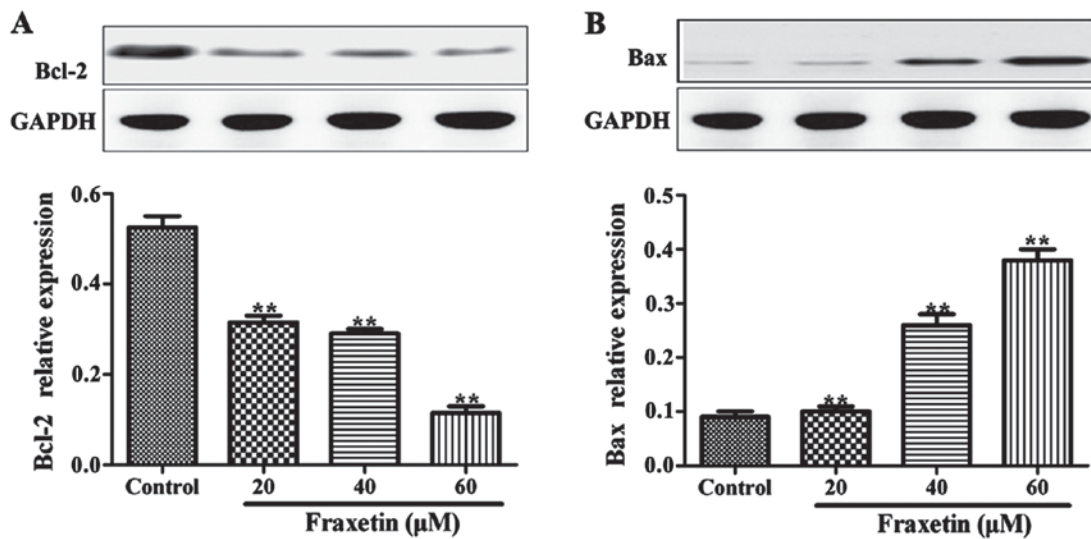 A
Bcl-2
GAPDH
Bcl-2 relative expression
0.6
0.4
0.2
0.0
**
**
**
Control
20
40
60
Fraxetin (μM)
B
Bax
GAPDH
Bax relative expression
0.5
0.4
0.3
0.2
0.1
0.0
**
**
**
Control
20
40
60
Fraxetin (μM)